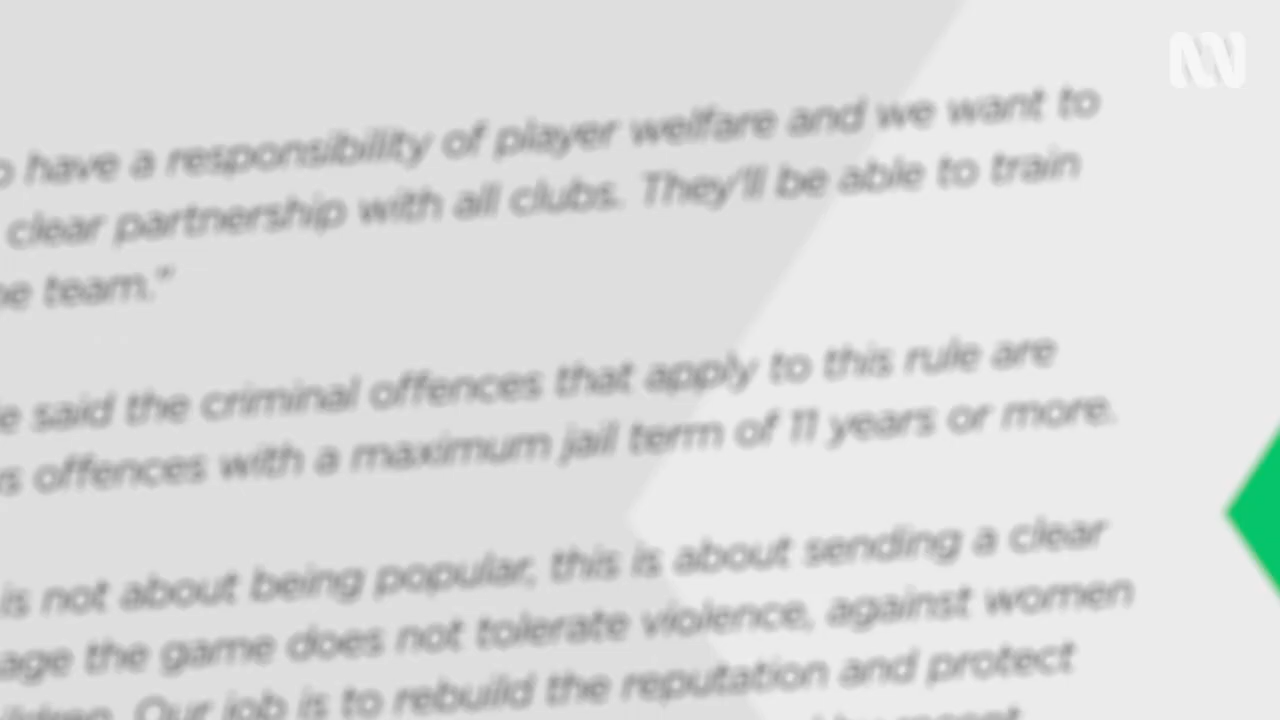 have a responsibility of player welfare and we want to
clear partnership with all clubs. They'll be able to train
team."
said the criminal offences that apply to this rule are
offences with a maximum jail term of 11 years or more.
is not about being popular, this is about sending a clear
the game does not tolerate violence, against women
Our job is to rebuild the reputation and protect
recent